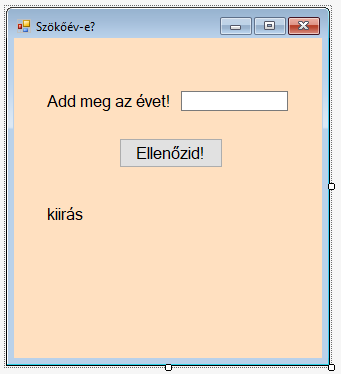 Szökőév-e?
Add meg az évet!
Ellenőzid!
kiirás